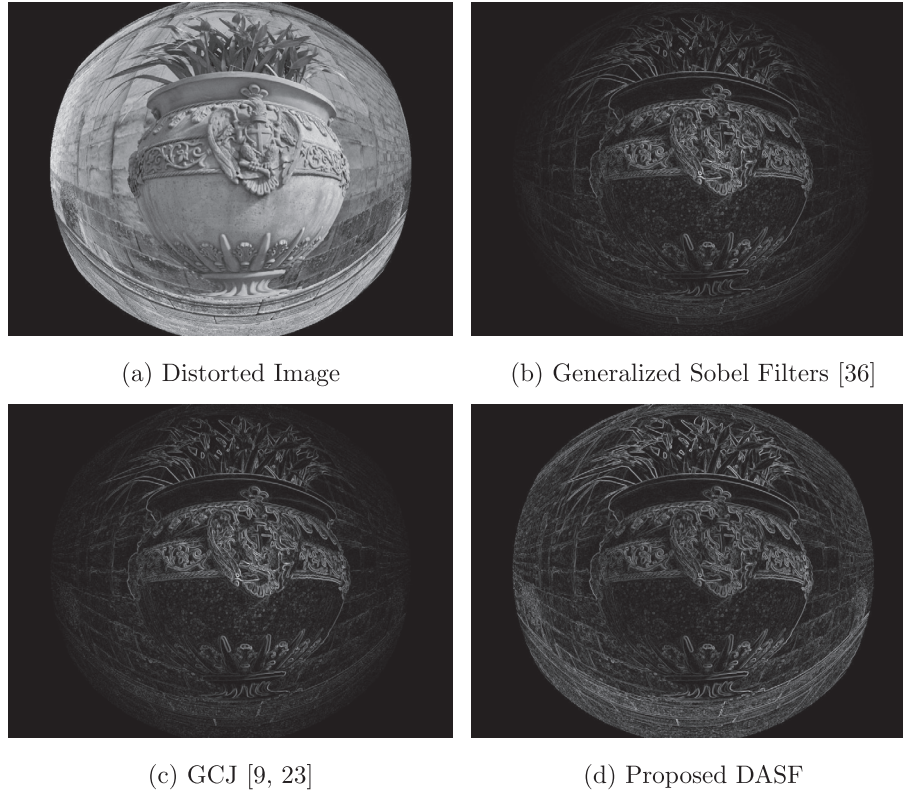 (a) Distorted Image
(b) Generalized Sobel Filters [36]
(c) GCJ [9, 23]
(d) Proposed DASF